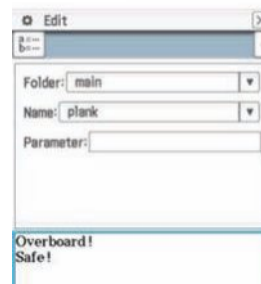 Edit
a=--
b=--
Folder: main
Name: plank
Parameter:
Overboard!
Safe!